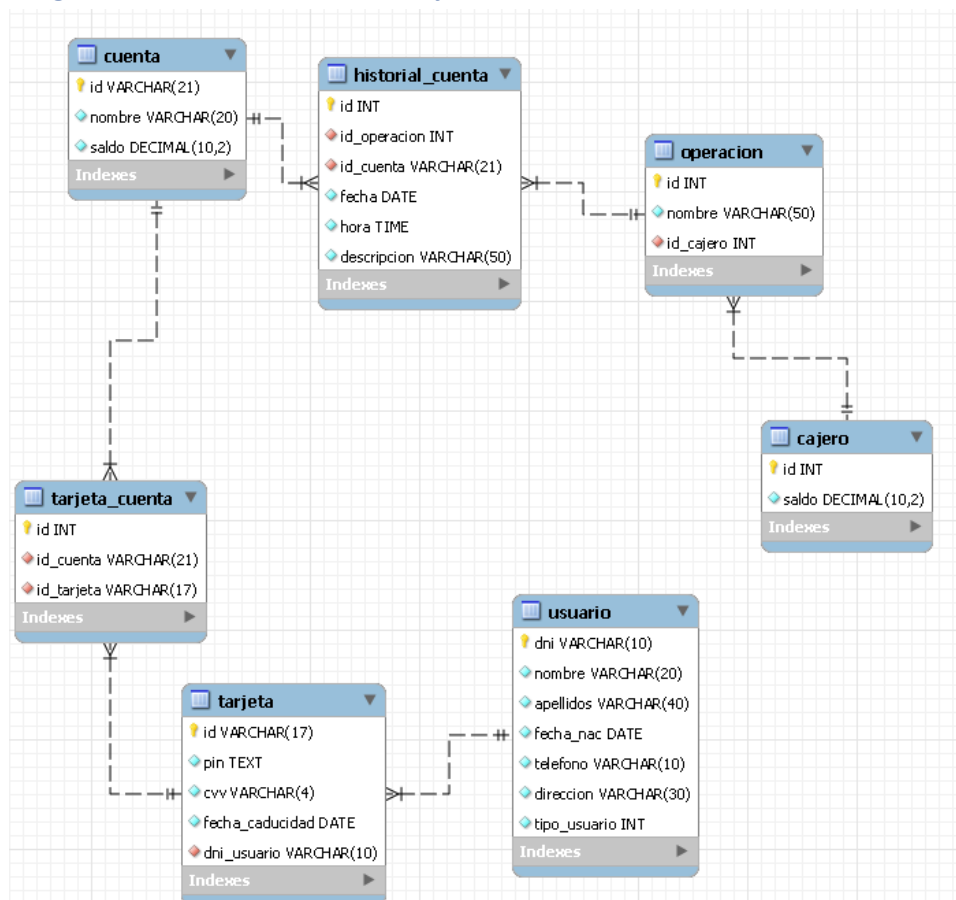 cuenta
id VARCHAR(21)
nombre VARCHAR(20)
saldo DECIMAL(10,2)
Indexes
historial_cuenta
id INT
id_operacion INT
id_cuenta VARCHAR(21)
fecha DATE
hora TIME
descripcion VARCHAR(50)
Indexes
operacion
id INT
nombre VARCHAR(50)
id_cajero INT
Indexes
cajero
id INT
saldo DECIMAL(10,2)
Indexes
tarjeta_cuenta
id INT
id_cuenta VARCHAR(21)
id_tarjeta VARCHAR(17)
Indexes
usuario
dni VARCHAR(10)
nombre VARCHAR(20)
apellidos VARCHAR(40)
fecha_nac DATE
telefono VARCHAR(10)
direccion VARCHAR(30)
tipo_usuario INT
Indexes
tarjeta
id VARCHAR(17)
pin TEXT
cvv VARCHAR(4)
fecha_caducidad DATE
dni_usuario VARCHAR(10)
Indexes